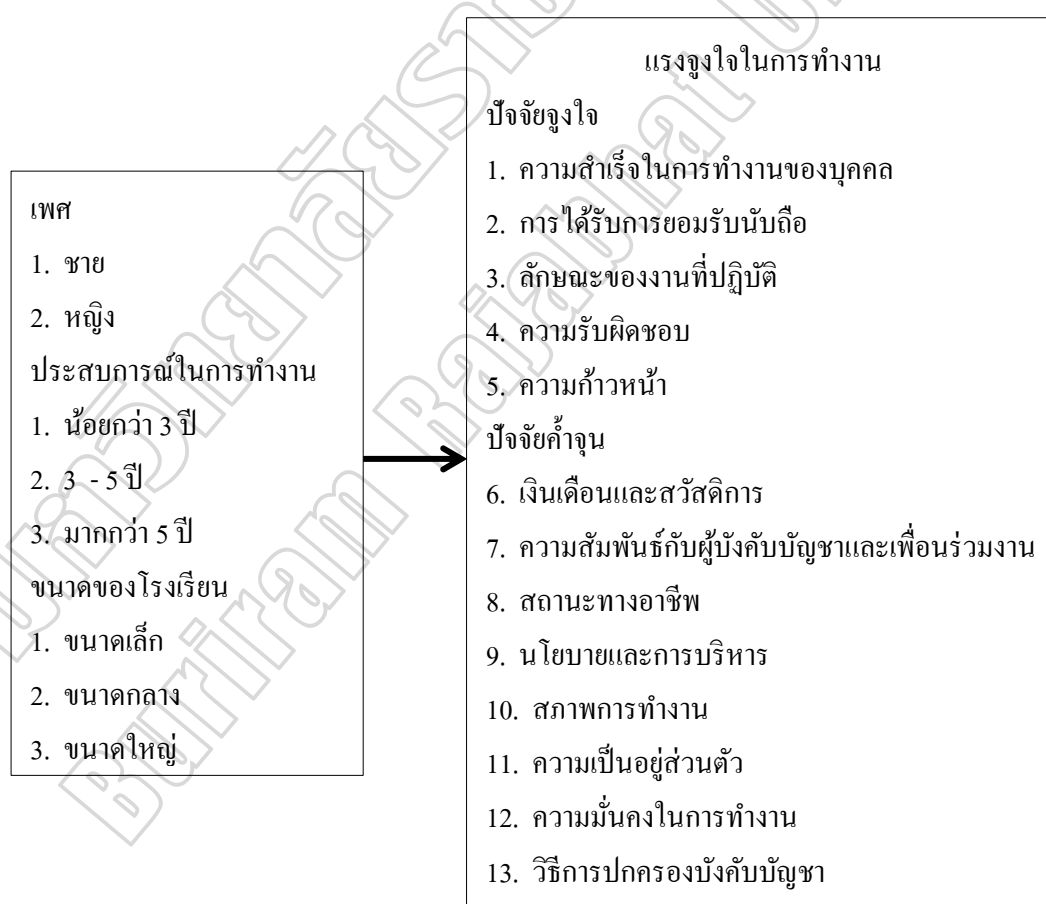 เพศ
1. ชาย
2. หญิง
ประสบการณ์ในการทำงาน
1. น้อยกว่า 3 ปี
2. 3 - 5 ปี
3. มากกว่า 5 ปี
ขนาดของโรงเรียน
1. ขนาดเล็ก
2. ขนาดกลาง
3. ขนาดใหญ่
แรงจูงใจในการทำงาน
ปัจจัยจูงใจ
1. ความสำเร็จในการทำงานของบุคคล
2. การได้รับการยอมรับนับถือ
3. ลักษณะของงานที่ปฏิบัติ
4. ความรับผิดชอบ
5. ความก้าวหน้า
ปัจจัยค้ำจุน
6. เงินเดือนและสวัสดิการ
7. ความสัมพันธ์กับผู้บังคับบัญชาและเพื่อนร่วมงาน
8. สถานะทางอาชีพ
9. นโยบายและการบริหาร
10. สภาพการทำงาน
11. ความเป็นอยู่ส่วนตัว
12. ความมั่นคงในการทำงาน
13. วิธีการปกครองบังคับบัญชา
Buriram Rajabhat